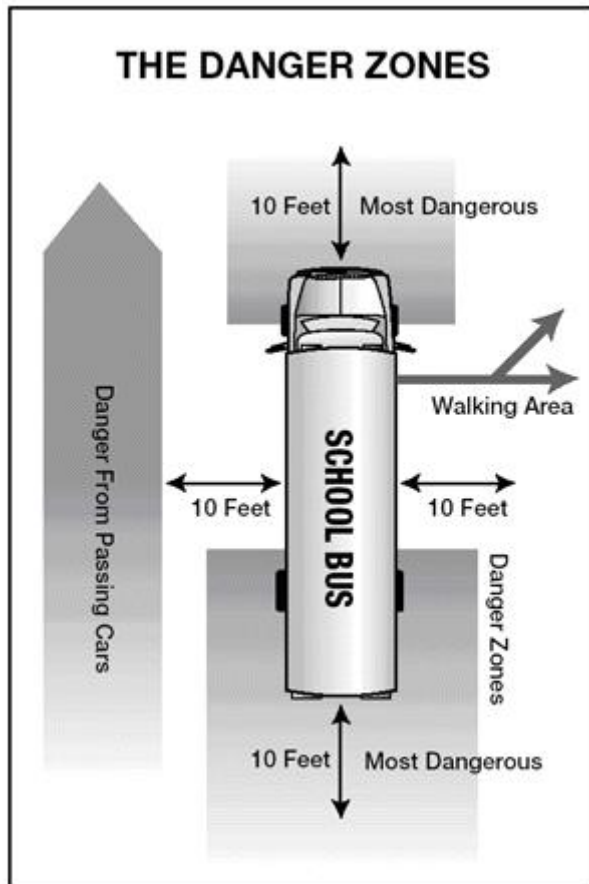 THE DANGER ZONES
10 Feet
Most Dangerous
Walking Area
Danger From Passing Cars
SCHOOL BUS
10 Feet
10 Feet
Danger Zones
10 Feet
Most Dangerous